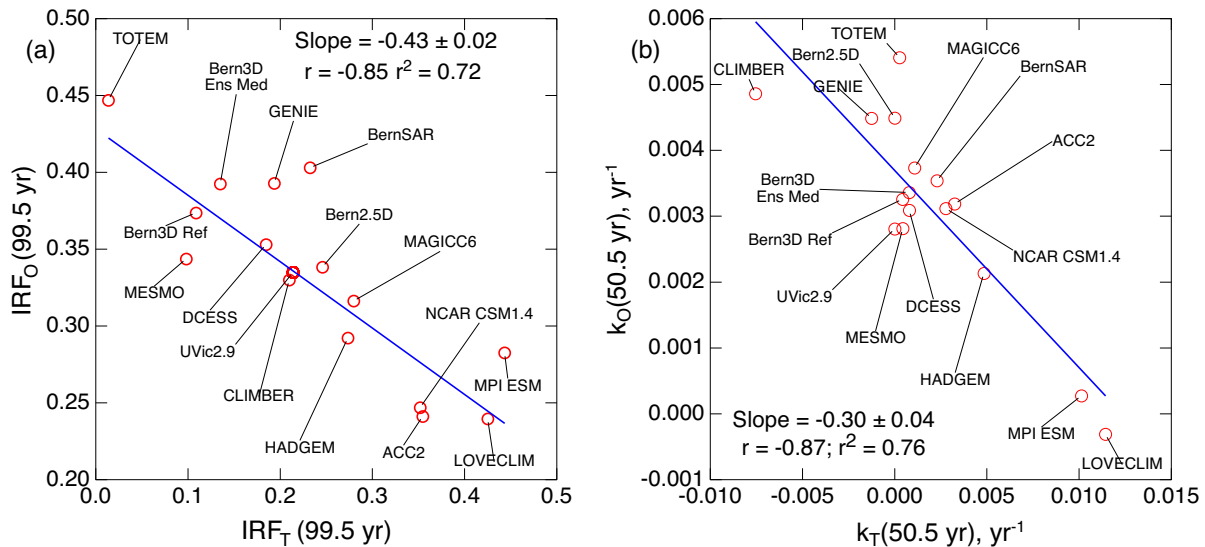 (a)
Slope = -0.43 ± 0.02
r = -0.85 r² = 0.72
TOTEM
Bern3D
Ens Med
GENIE
BernSAR
Bern3D Ref
Bern2.5D
MAGICC6
MESMO
DCESS
UVic2.9
NCAR CSM1.4
CLIMBER
MPI ESM
HADGEM
ACC2
LOVECLIM
0.50
0.45
0.40
0.35
0.30
0.25
0.20
0.0
0.1
0.2
0.3
0.4
0.5
IRF_O (99.5 yr)
IRF_T (99.5 yr)
(b)
TOTEM
Bern2.5D
MAGICC6
CLIMBER
GENIE
BernSAR
ACC2
Bern3D
Ens Med
Bern3D Ref
NCAR CSM1.4
UVic2.9
DCESS
MESMO
HADGEM
Slope = -0.30 ± 0.04
r = -0.87; r² = 0.76
MPI ESM
LOVECLIM
0.006
0.005
0.004
0.003
0.002
0.001
0.000
-0.001
-0.010
-0.005
0.000
0.005
0.010
0.015
k_O(50.5 yr), yr⁻¹
k_T(50.5 yr), yr⁻¹